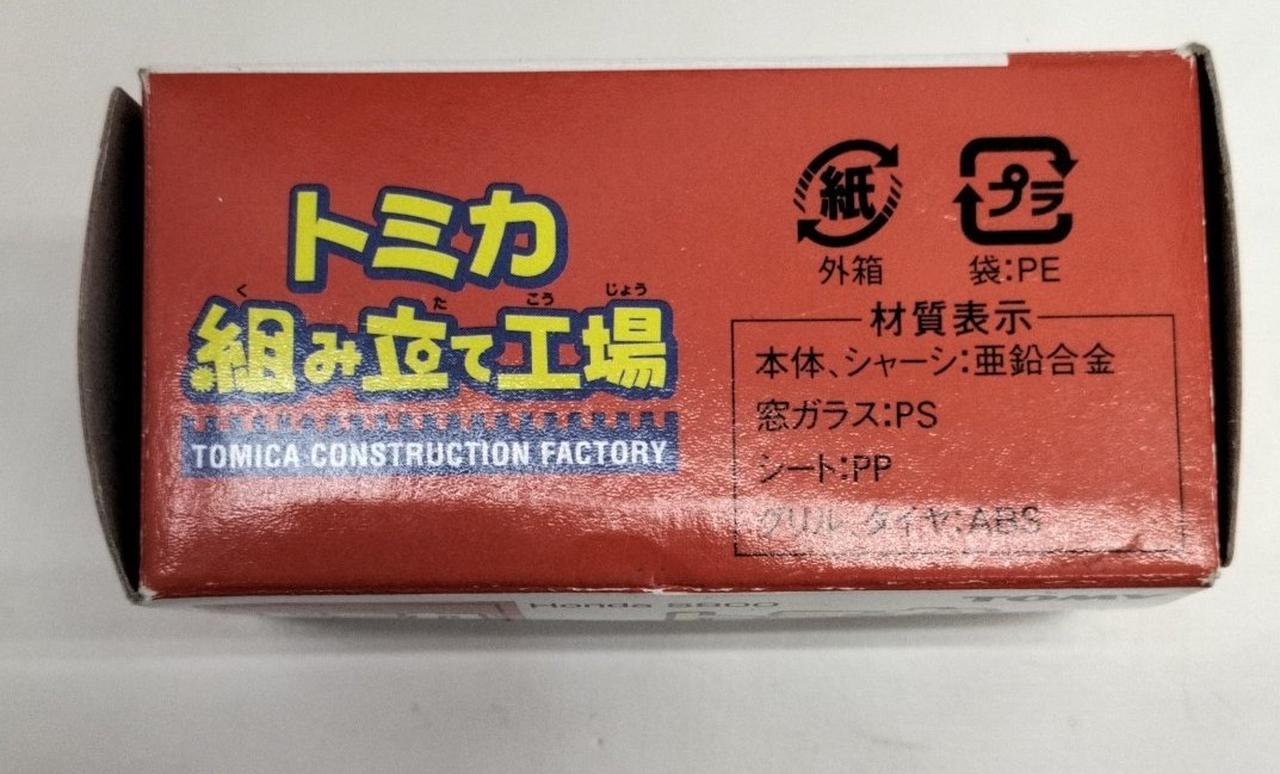 トミカ
く た こう じょう
組み立て工場
TOMICA CONSTRUCTION FACTORY
紙 プラ
外箱 袋:PE
材質表示
本体、シャーシ:亜鉛合金
窓ガラス:PS
シート:PP
グリル、タイヤ:ABS
Honda S800
TOMY